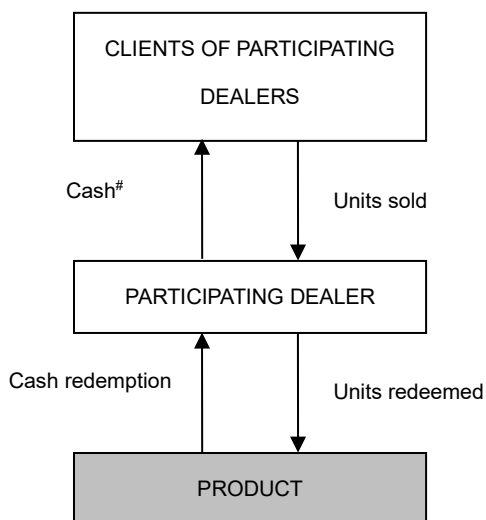 CLIENTS OF PARTICIPATING
DEALERS
Cash#
Units sold
PARTICIPATING DEALER
Cash redemption
Units redeemed
PRODUCT